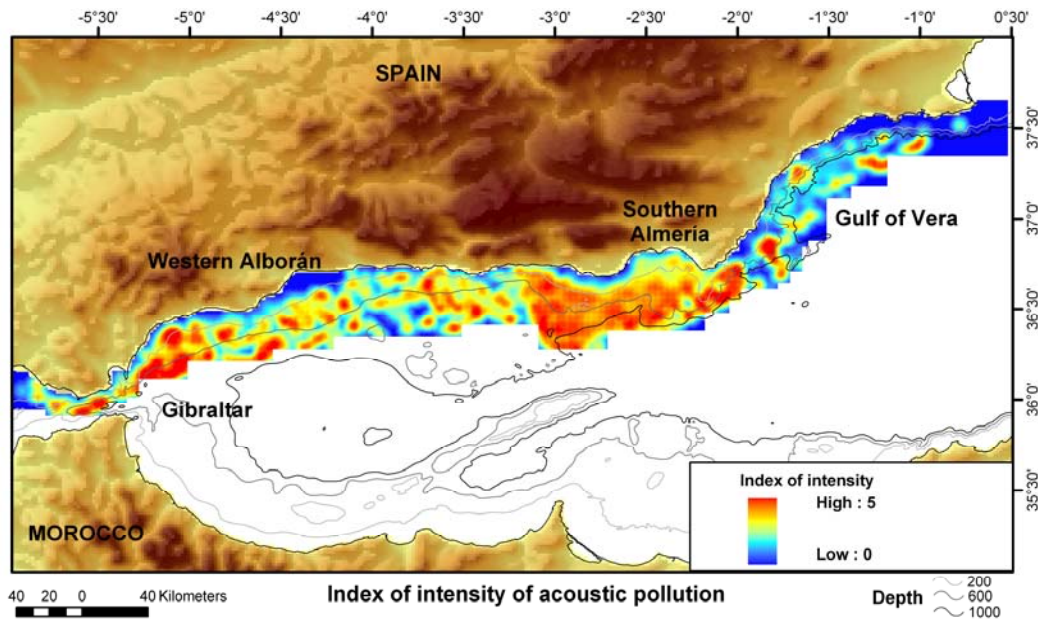 -5°30' -5°0' -4°30' -4°0' -3°30' -3°0' -2°30' -2°0' -1°30' -1°0' 0°30'
SPAIN
37°30'
Southern
Almería
37°0'
Gulf of Vera
Western Alborán
36°30'
36°0'
Gibraltar
Index of intensity
High : 5
35°30'
MOROCCO
Low : 0
40 20 0 40 Kilometers
Index of intensity of acoustic pollution
Depth
200
600
1000